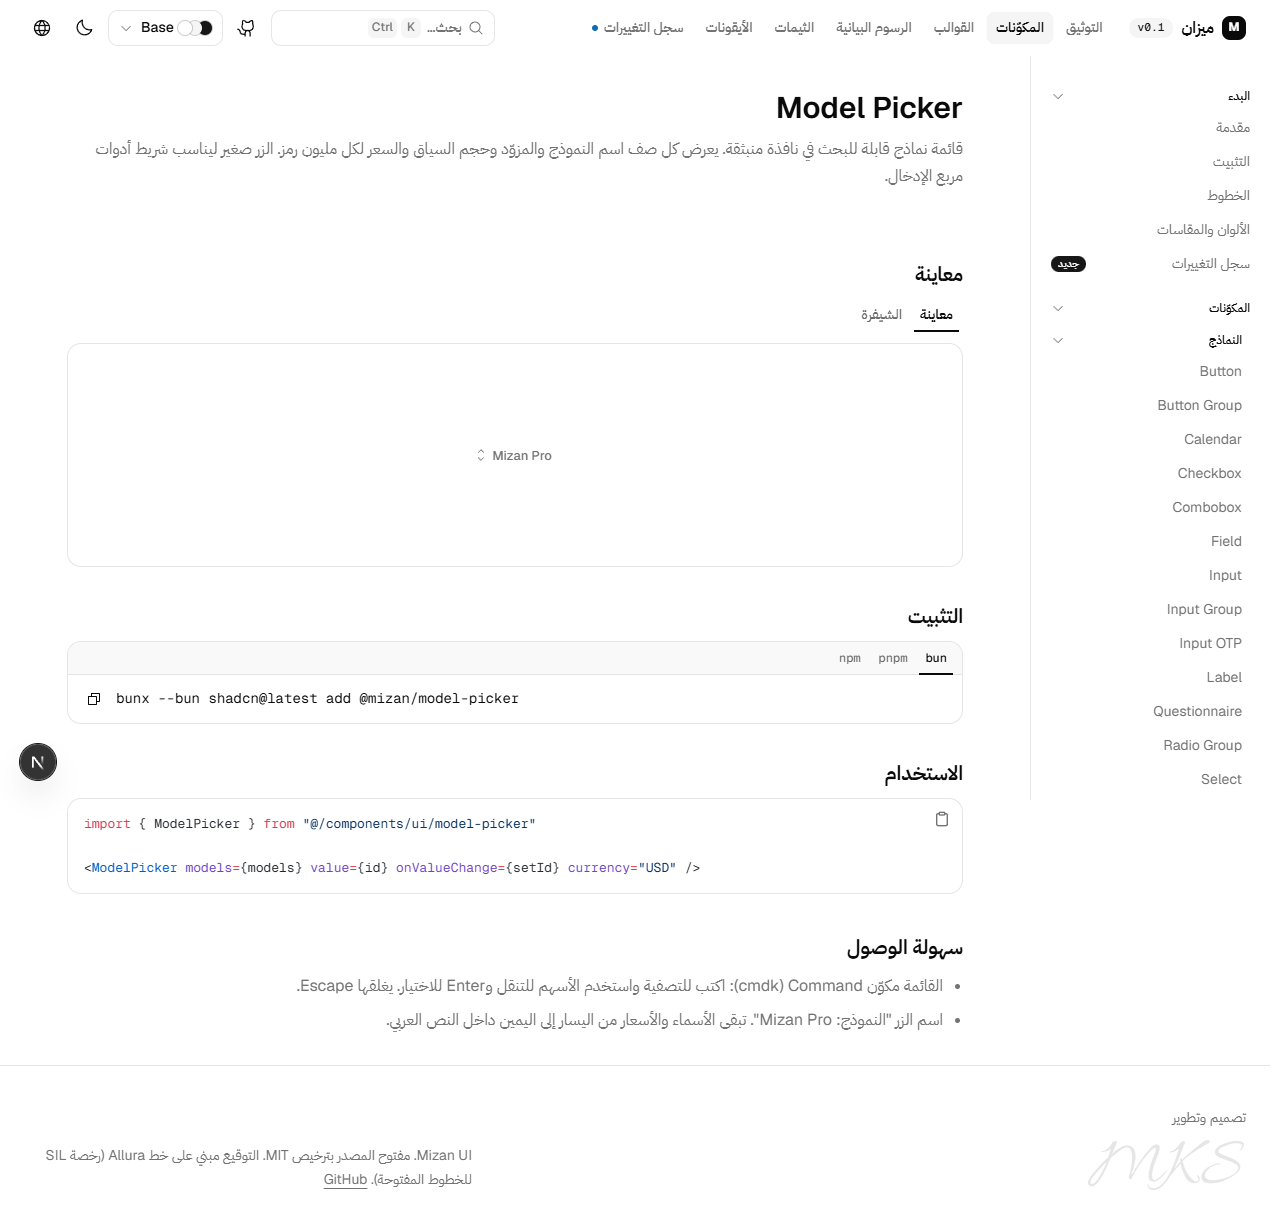 M ميزان v0.1 التوثيق المكوّنات القوالب الرسوم البيانية الثيمات الأيقونات سجل التغييرات بحث... K Ctrl Base
البدء
مقدمة
التثبيت
الخطوط
الألوان والمقاسات
سجل التغييرات جديد
المكوّنات
النماذج
Button
Button Group
Calendar
Checkbox
Combobox
Field
Input
Input Group
Input OTP
Label
Questionnaire
Radio Group
Select
Model Picker
قائمة نماذج قابلة للبحث في نافذة منبثقة. يعرض كل صف اسم النموذج والمزوّد وحجم السياق والسعر لكل مليون رمز. الزر صغير ليناسب شريط أدوات
مربع الإدخال.
معاينة
معاينة الشيفرة
Mizan Pro
التثبيت
bun pnpm npm
bunx --bun shadcn@latest add @mizan/model-picker
N
الاستخدام
import { ModelPicker } from "@/components/ui/model-picker"
<ModelPicker models={models} value={id} onValueChange={setId} currency="USD" />
سهولة الوصول
• القائمة مكوّن Command (cmdk): اكتب للتصفية واستخدم الأسهم للتنقل وEnter للاختيار. يغلقها Escape.
• اسم الزر "النموذج: Mizan Pro". تبقى الأسماء والأسعار من اليسار إلى اليمين داخل النص العربي.
تصميم وتطوير
MKS
Mizan UI. مفتوح المصدر بترخيص MIT. التوقيع مبني على خط Allura (رخصة SIL
للخطوط المفتوحة). GitHub